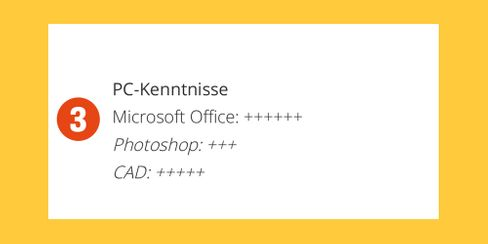 PC-Kenntnisse
3
Microsoft Office: ++++++
Photoshop: +++
CAD: +++++